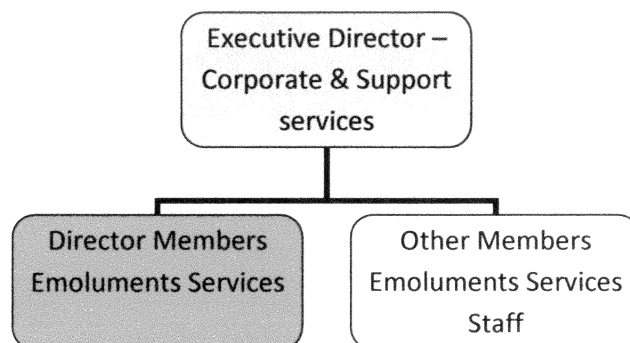 Executive Director –
Corporate & Support
services
Director Members
Emoluments Services
Other Members
Emoluments Services
Staff